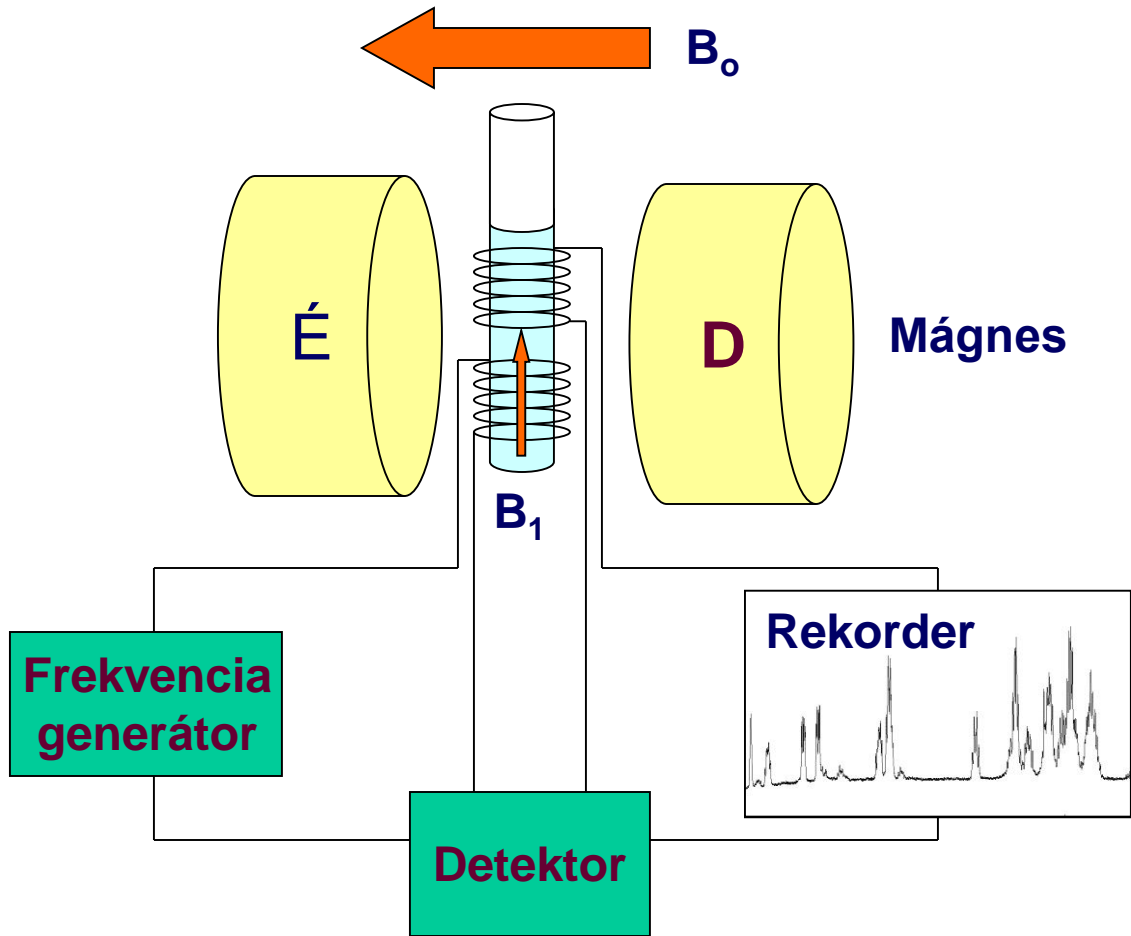 Bo
É
D
Mágnes
B1
Rekorder
Frekvencia
generátor
Detektor